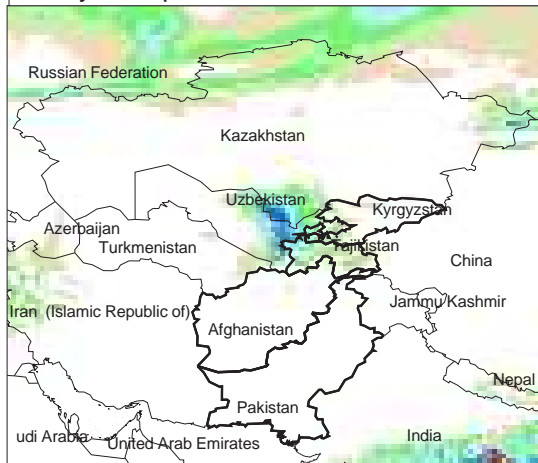 Russian Federation
Kazakhstan
Uzbekistan
Kyrgyzstan
Azerbaijan
Turkmenistan
Tajikistan
China
Iran (Islamic Republic of)
Jammu/Kashmir
Afghanistan
Nepal
Pakistan
udi Arabia
United Arab Emirates
India